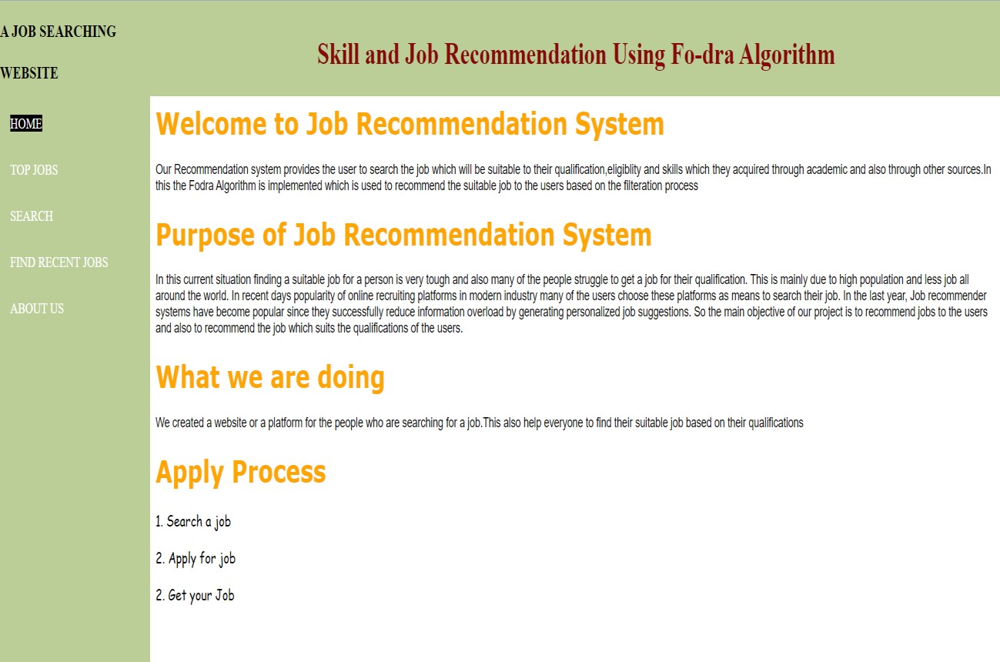 A JOB SEARCHING
WEBSITE
Skill and Job Recommendation Using Fo-dra Algorithm
HOME
TOP JOBS
SEARCH
FIND RECENT JOBS
ABOUT US
Welcome to Job Recommendation System
Our Recommendation system provides the user to search the job which will be suitable to their qualification,eligiblity and skills which they acquired through academic and also through other sources.In
this the Fodra Algorithm is implemented which is used to recommend the suitable job to the users based on the filteration process
Purpose of Job Recommendation System
In this current situation finding a suitable job for a person is very tough and also many of the people struggle to get a job for their qualification. This is mainly due to high population and less job all
around the world. In recent days popularity of online recruiting platforms in modern industry many of the users choose these platforms as means to search their job. In the last year, Job recommender
systems have become popular since they successfully reduce information overload by generating personalized job suggestions. So the main objective of our project is to recommend jobs to the users
and also to recommend the job which suits the qualifications of the users.
What we are doing
We created a website or a platform for the people who are searching for a job.This also help everyone to find their suitable job based on their qualifications
Apply Process
1. Search a job
2. Apply for job
2. Get your Job